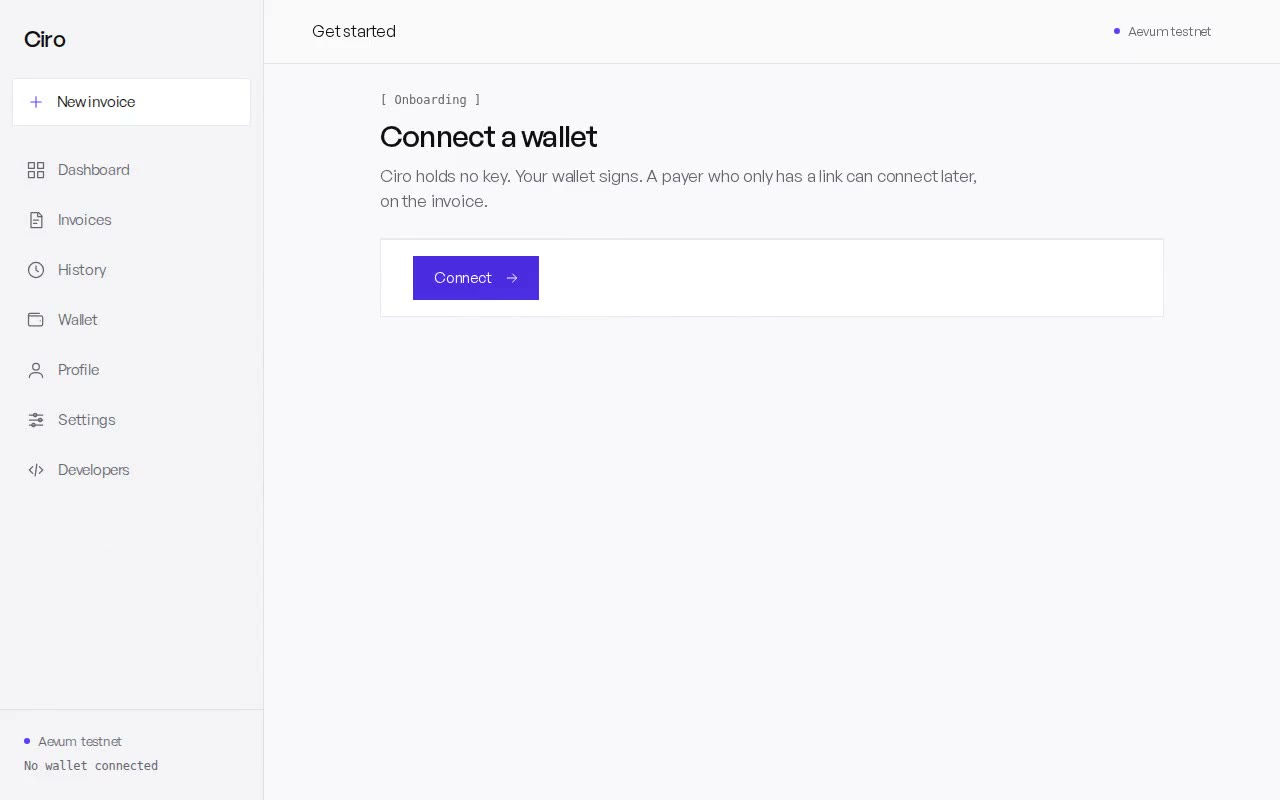 Ciro
New invoice
Dashboard
Invoices
History
Wallet
Profile
Settings
Developers
Aevum testnet
No wallet connected
Get started
Aevum testnet
[ Onboarding ]
Connect a wallet
Ciro holds no key. Your wallet signs. A payer who only has a link can connect later,
on the invoice.
Connect →